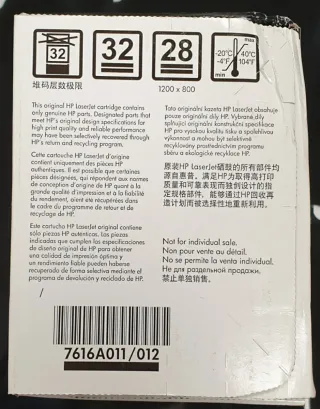 32
32
28
max
-20°C
-4°F
40°C
104°F
min
堆码层数极限
1200 x 800
This original HP LaserJet cartridge contains
only genuine HP parts. Designated parts that
meet HP's original design specifications for
high print quality and reliable performance
may have been selectively recovered through
HP's return and recycling program.
Cette cartouche HP LaserJet d'origine
contient uniquement des pièces HP
authentiques. Il est possible que certaines
pièces désignées, qui répondent aux normes
de conception d'origine de HP quant à la
grande qualité d'impression et à la fiabilité
du rendement, aient été récupérées dans
le cadre du programme de retour et de
recyclage de HP.
Este cartucho HP LaserJet original contiene
sólo piezas HP auténticas. Las piezas
indicadas que cumplen las especificaciones
de diseño original de HP para obtener
una calidad de impresión óptima y
un rendimiento fiable pueden haberse
recuperado de forma selectiva mediante el
programa de devolución y reciclado de HP.
/
Tato originální kazeta HP LaserJet obsahuje
pouze originální díly HP. Vybrané díly
splňující originální konstrukční specifikace
HP pro vysokou kvalitu tisku a spolehlivou
výkonnost a mohou být selektivně
recyklovány prostřednictvím programu
sběru a ekologické recyklace HP.
原装HP LaserJet硒鼓的所有部件均
源自惠普。满足HP为取得高打印
质量和可靠表现而独到设计的指
定规格部件，能够通过HP回收再
造计划而被选择性地重新利用。
Not for individual sale.
Non pour vente au détail.
No se permite la venta individual.
Не для раздельной продажи.
禁止单独销售。
7616A011/012